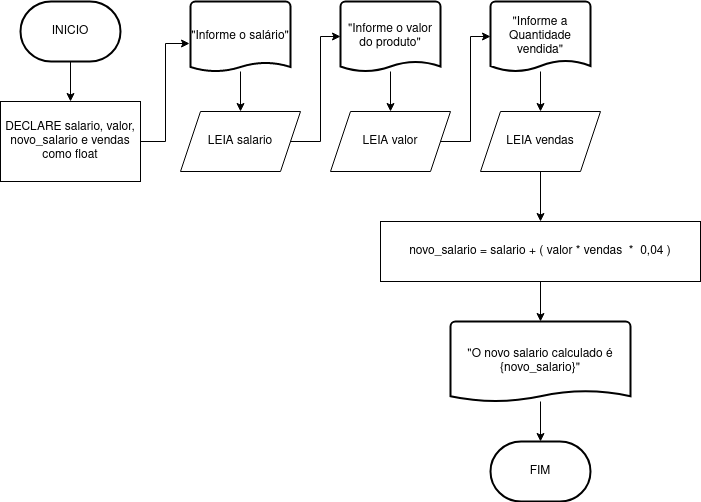 INICIO
DECLARE salario, valor,
novo_salario e vendas
como float
"Informe o salário"
LEIA salario
"Informe o valor
do produto"
LEIA valor
"Informe a
Quantidade
vendida"
LEIA vendas
novo_salario = salario + ( valor * vendas * 0,04 )
"O novo salario calculado é
{novo_salario}"
FIM